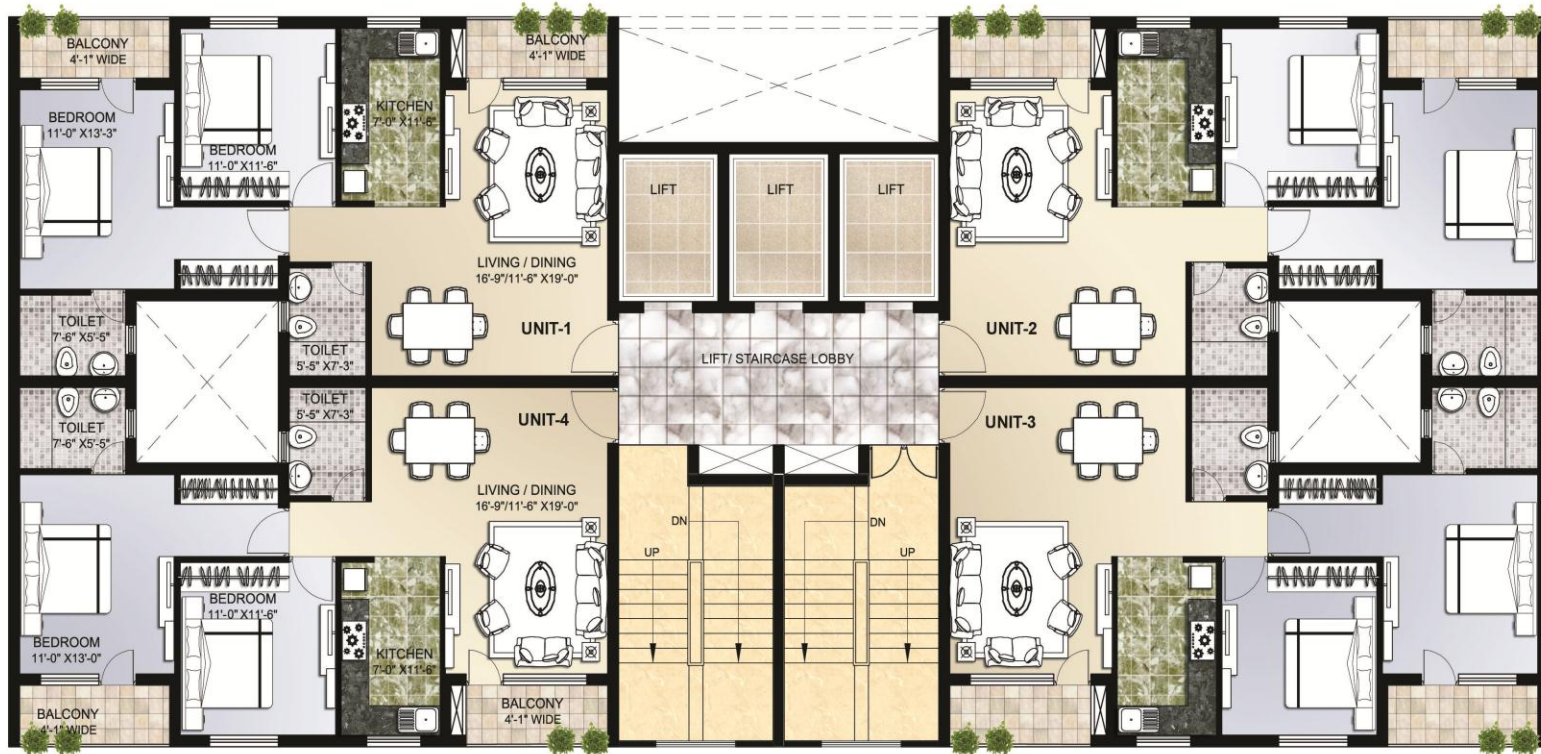 BALCONY
4'-1" WIDE
BEDROOM
11'-0" X13'-3"
BEDROOM
11'-0" X11'-6"
KITCHEN
7'-0" X11'-6"
BALCONY
4'-1" WIDE
LIVING / DINING
16'-9"/11'-6" X19'-0"
TOILET
7'-6" X5'-5"
TOILET
5'-5" X7'-3"
UNIT-1
LIFT
LIFT
LIFT
LIFT/ STAIRCASE LOBBY
UNIT-2
TOILET
7'-6" X5'-5"
TOILET
5'-5" X7'-3"
UNIT-4
UNIT-3
LIVING / DINING
16'-9"/11'-6" X19'-0"
BEDROOM
11'-0" X13'-0"
BEDROOM
11'-0" X11'-6"
KITCHEN
7'-0" X11'-6"
BALCONY
4'-1" WIDE
BALCONY
4'-1" WIDE
DN
UP
DN
UP